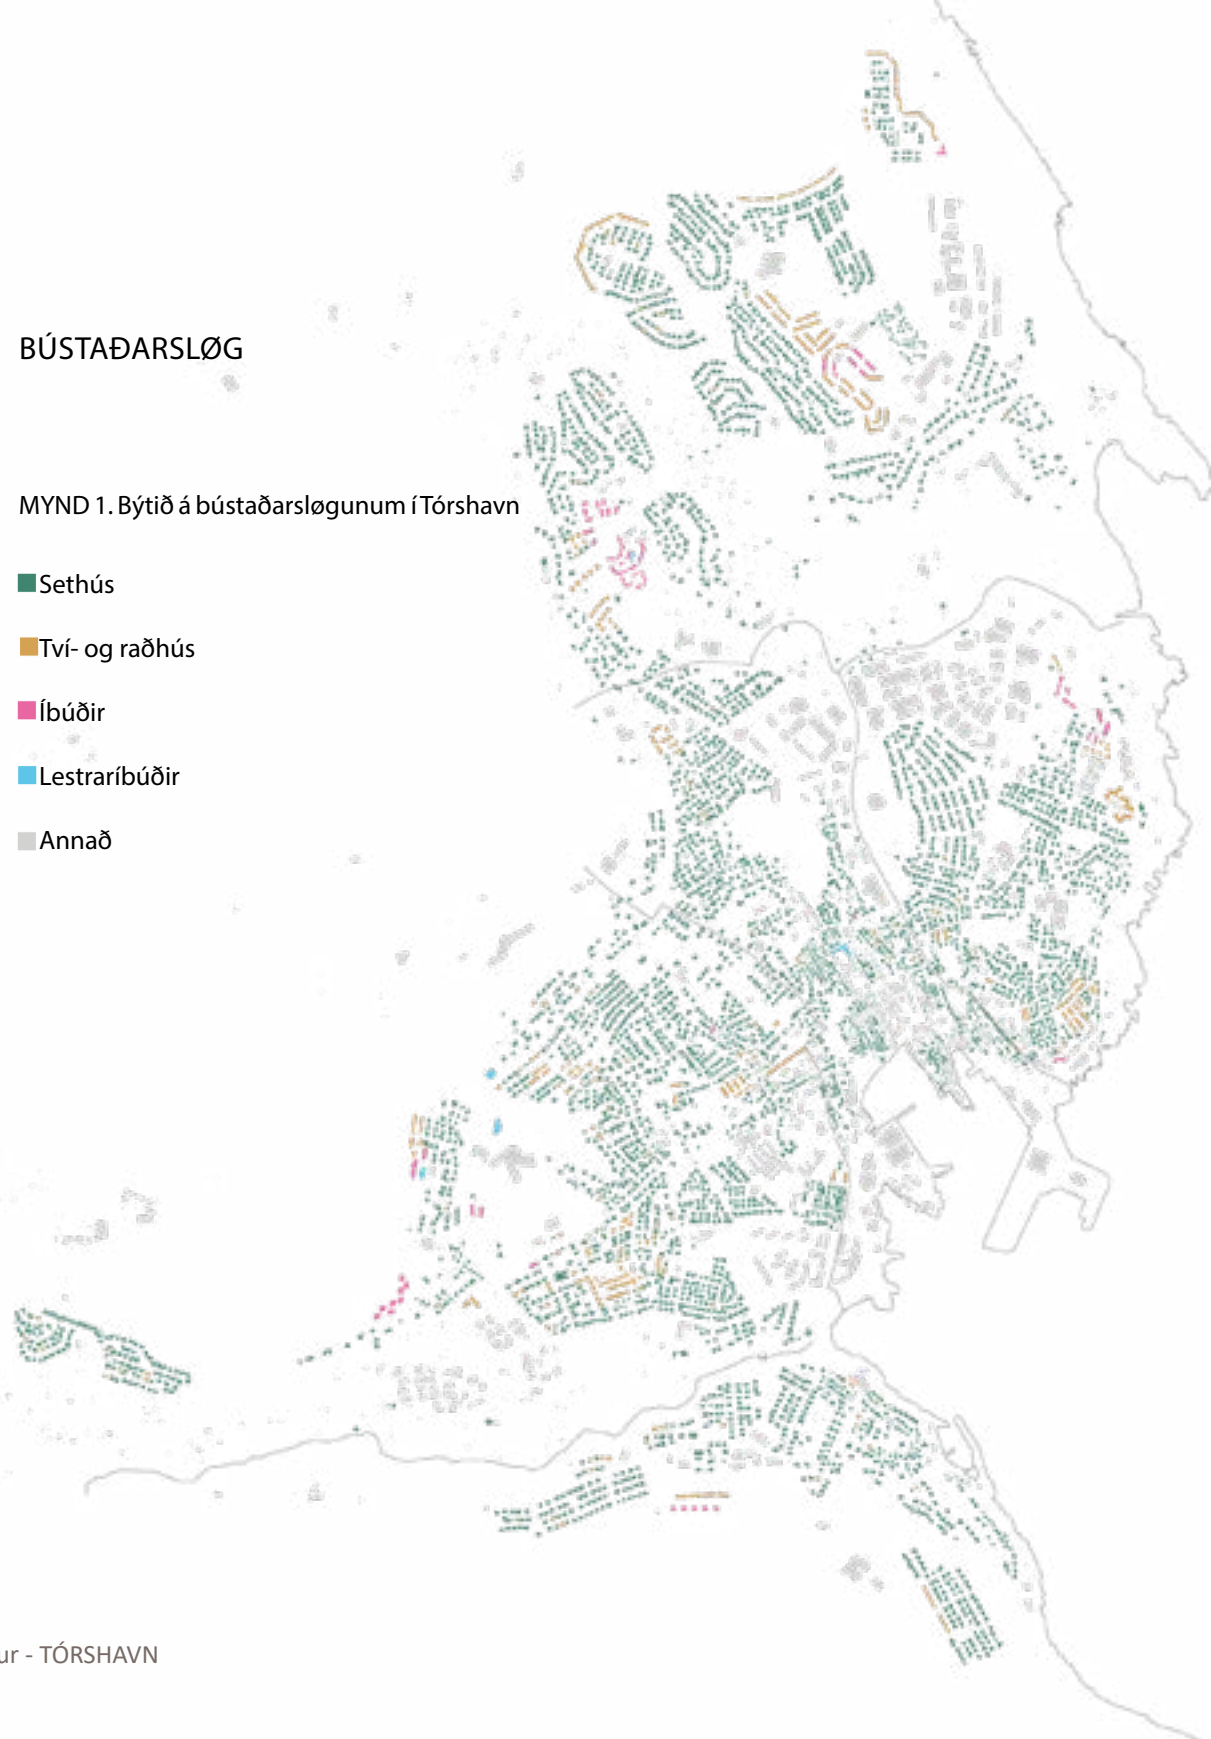 BÚSTAÐARSLØG
MYND 1. Býtið á bústaðarsløgunum í Tórshavn
Sethús
Tví- og raðhús
Íbúðir
Lestraríbúðir
Annað
ur - TÓRSHAVN